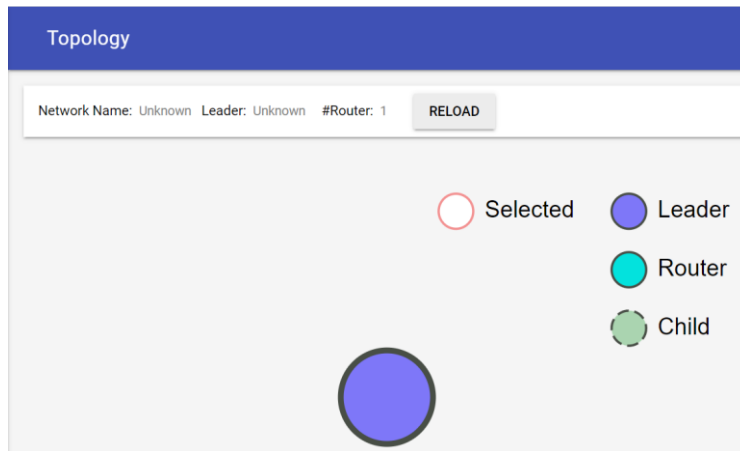 Topology
Network Name: Unknown Leader: Unknown #Router: 1 RELOAD
Selected Leader
Router
Child